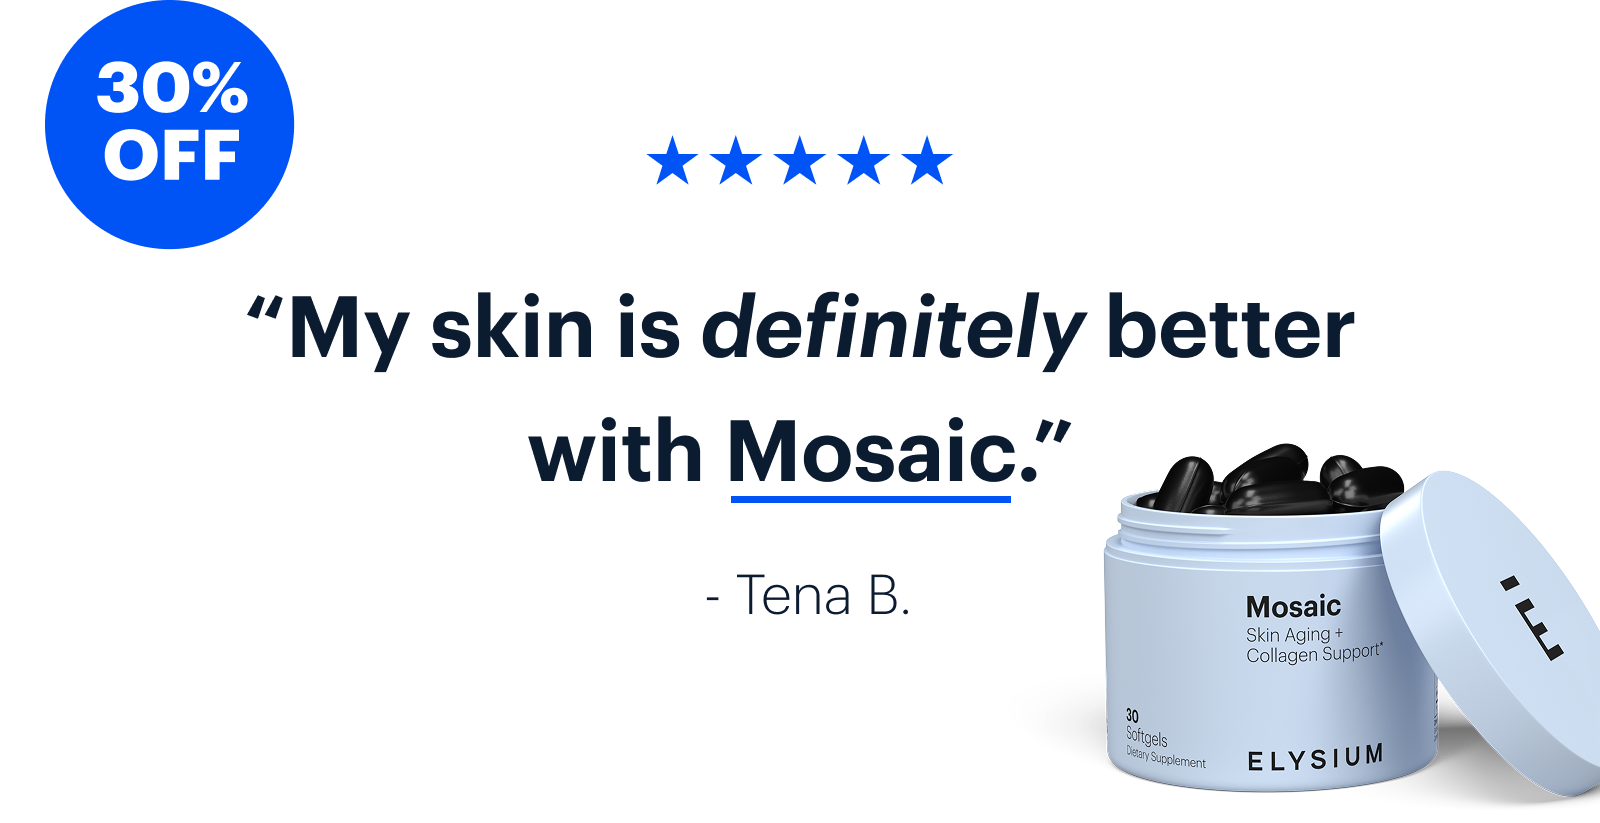 30%
OFF
“My skin is definitely better
with Mosaic.”
- Tena B.
Mosaic
Skin Aging +
Collagen Support*
30
Softgels
Dietary Supplement
ELYSIUM